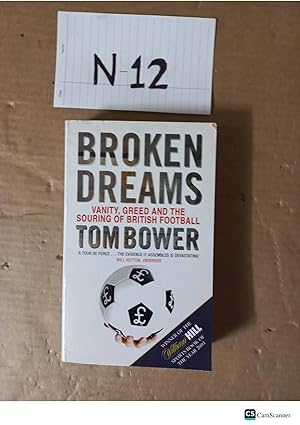 N-12
BROKEN
DREAMS
VANITY, GREED AND THE
SOURING OF BRITISH FOOTBALL
TOM BOWER
'A TOUR DE FORCE . . . THE EVIDENCE IT ASSEMBLES IS DEVASTATING'
WILL HUTTON, OBSERVER
£
£
£
WINNER OF THE
William HILL
SPORTS BOOK OF
THE YEAR 2003
CS CamScanner